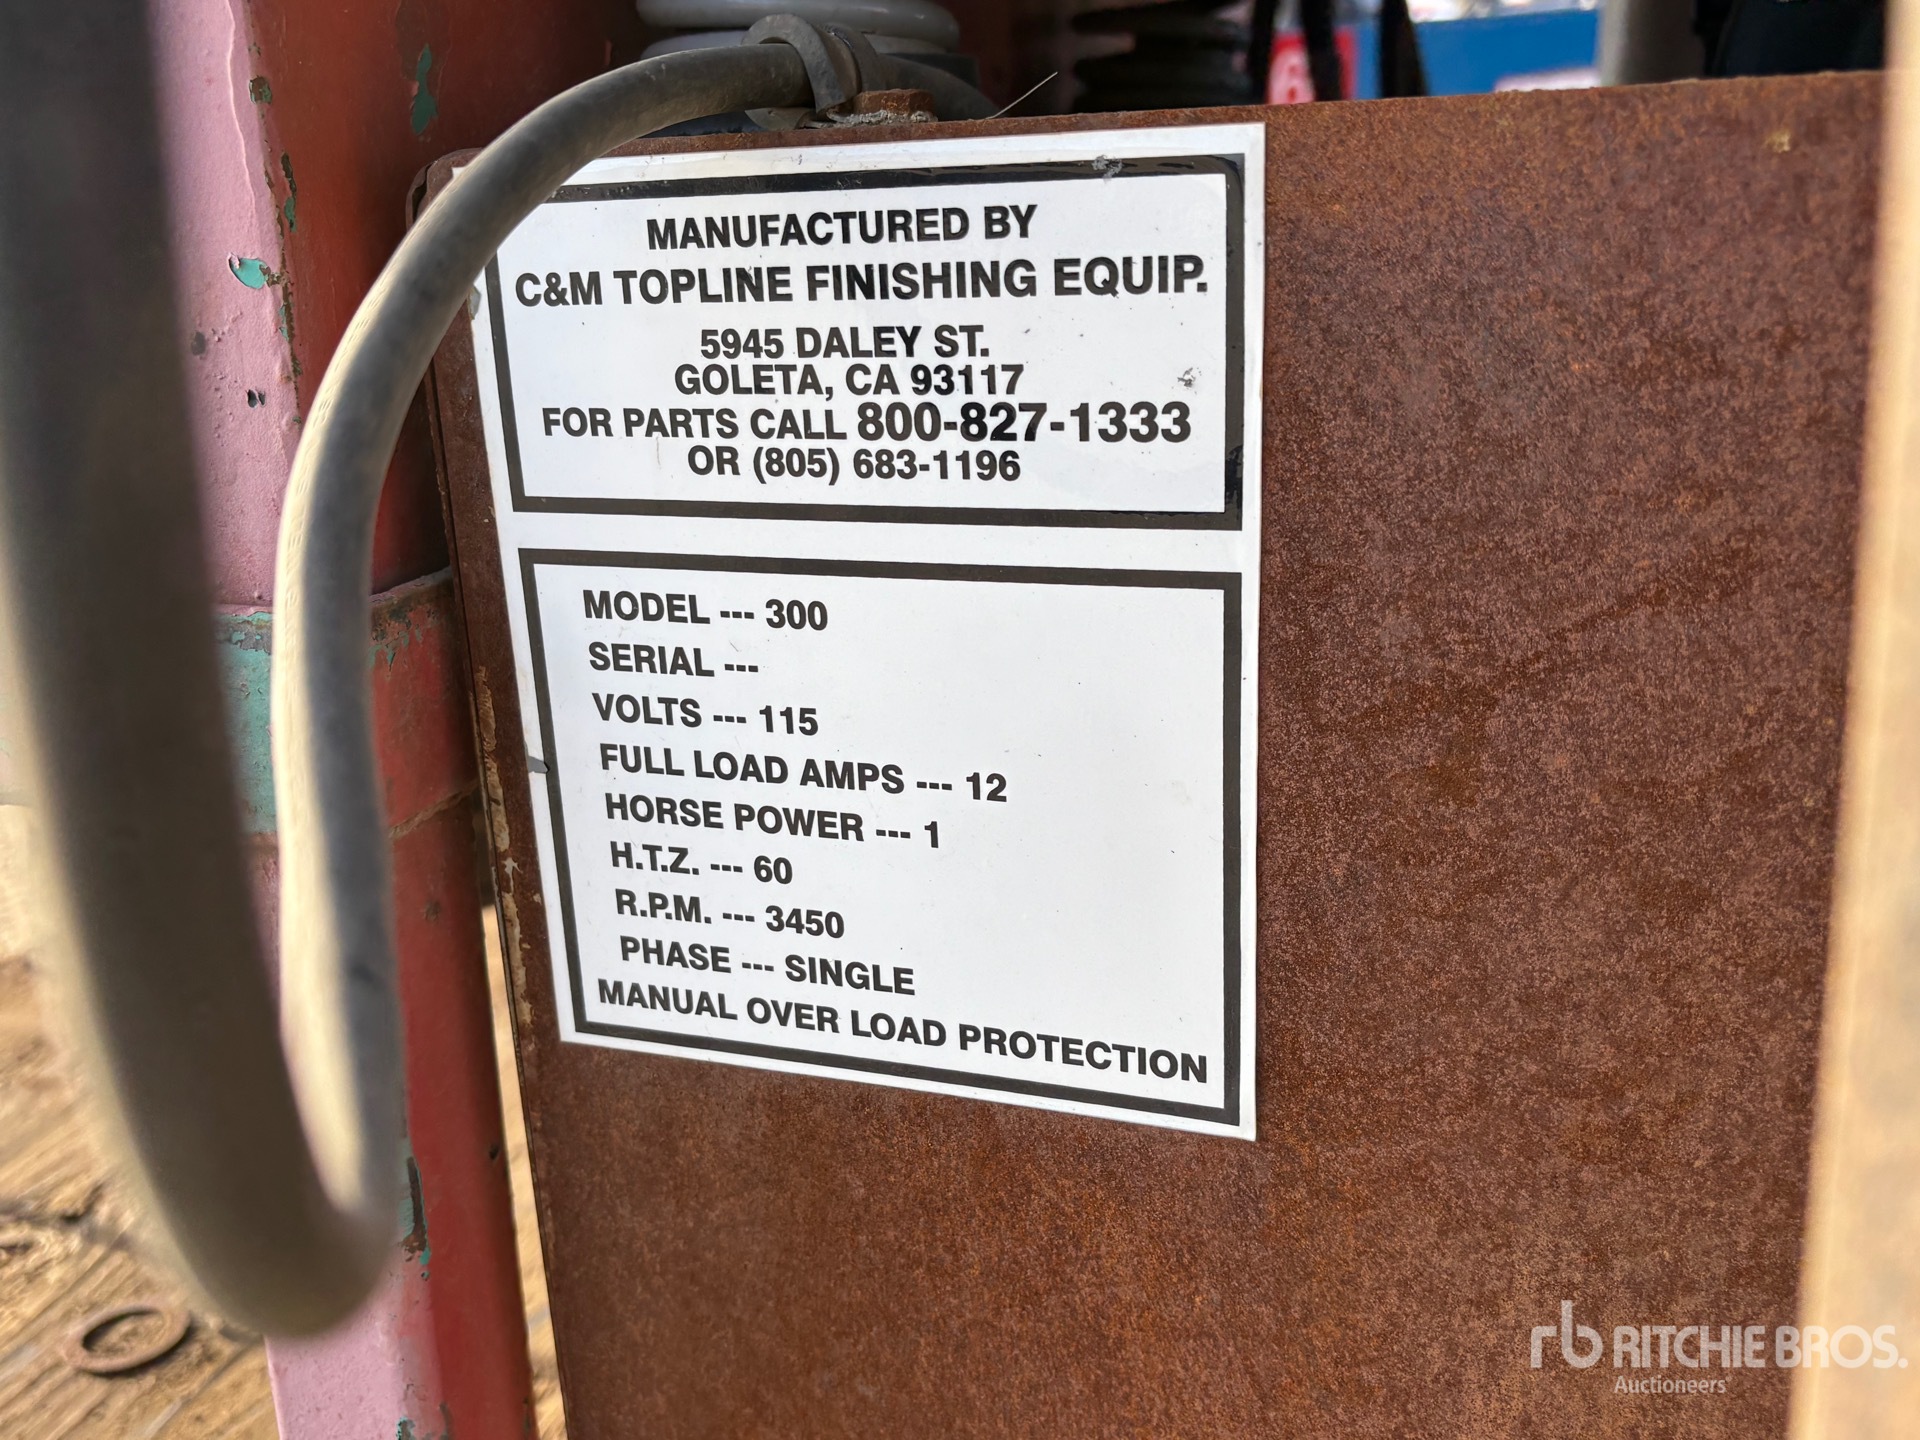 MANUFACTURED BY
C&M TOPLINE FINISHING EQUIP.
5945 DALEY ST.
GOLETA, CA 93117
FOR PARTS CALL 800-827-1333
OR (805) 683-1196
MODEL --- 300
SERIAL ---
VOLTS --- 115
FULL LOAD AMPS --- 12
HORSE POWER --- 1
H.T.Z. --- 60
R.P.M. --- 3450
PHASE --- SINGLE
MANUAL OVER LOAD PROTECTION
rb RITCHIE BROS.
Auctioneers